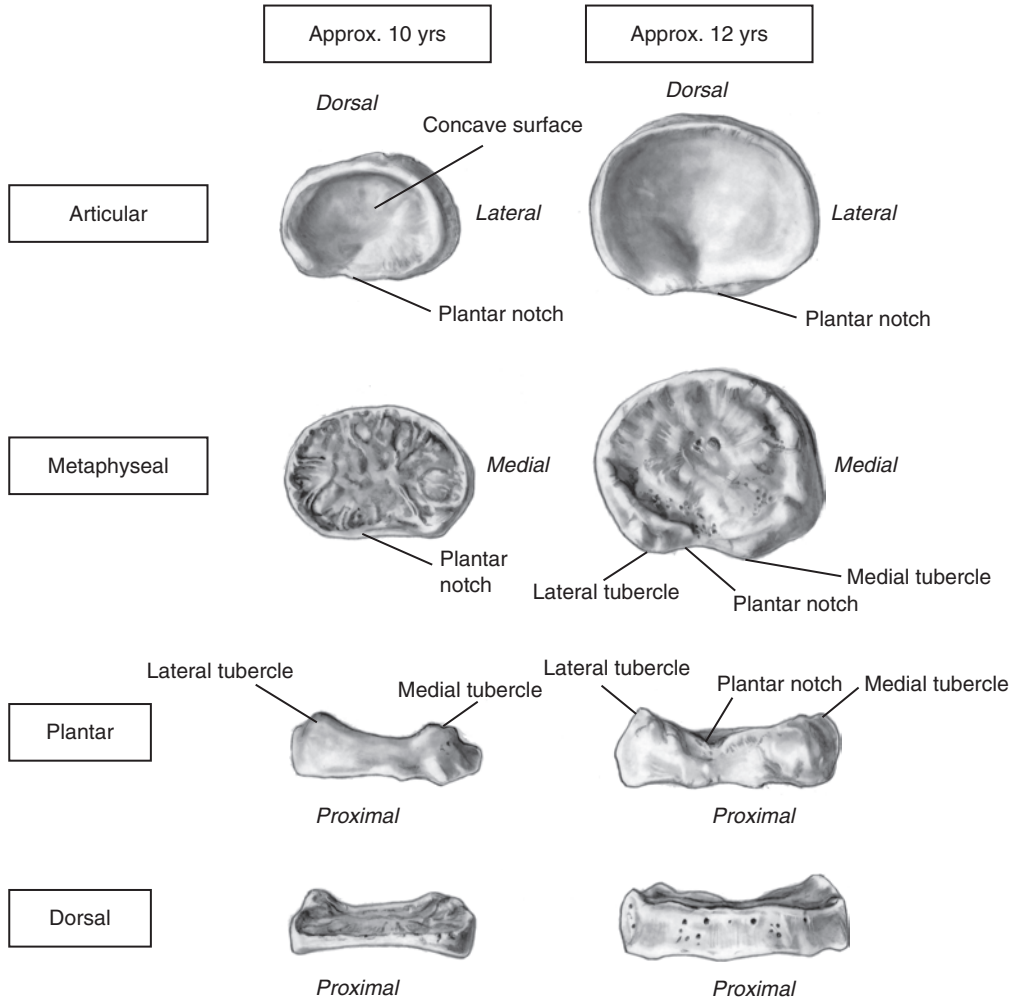 Approx. 10 yrs
Approx. 12 yrs
Dorsal
Dorsal
Concave surface
Articular
Lateral
Lateral
Plantar notch
Plantar notch
Metaphyseal
Medial
Medial
Plantar
notch
Lateral tubercle
Plantar notch
Medial tubercle
Lateral tubercle
Medial tubercle
Lateral tubercle
Plantar notch
Medial tubercle
Plantar
Proximal
Proximal
Dorsal
Proximal
Proximal